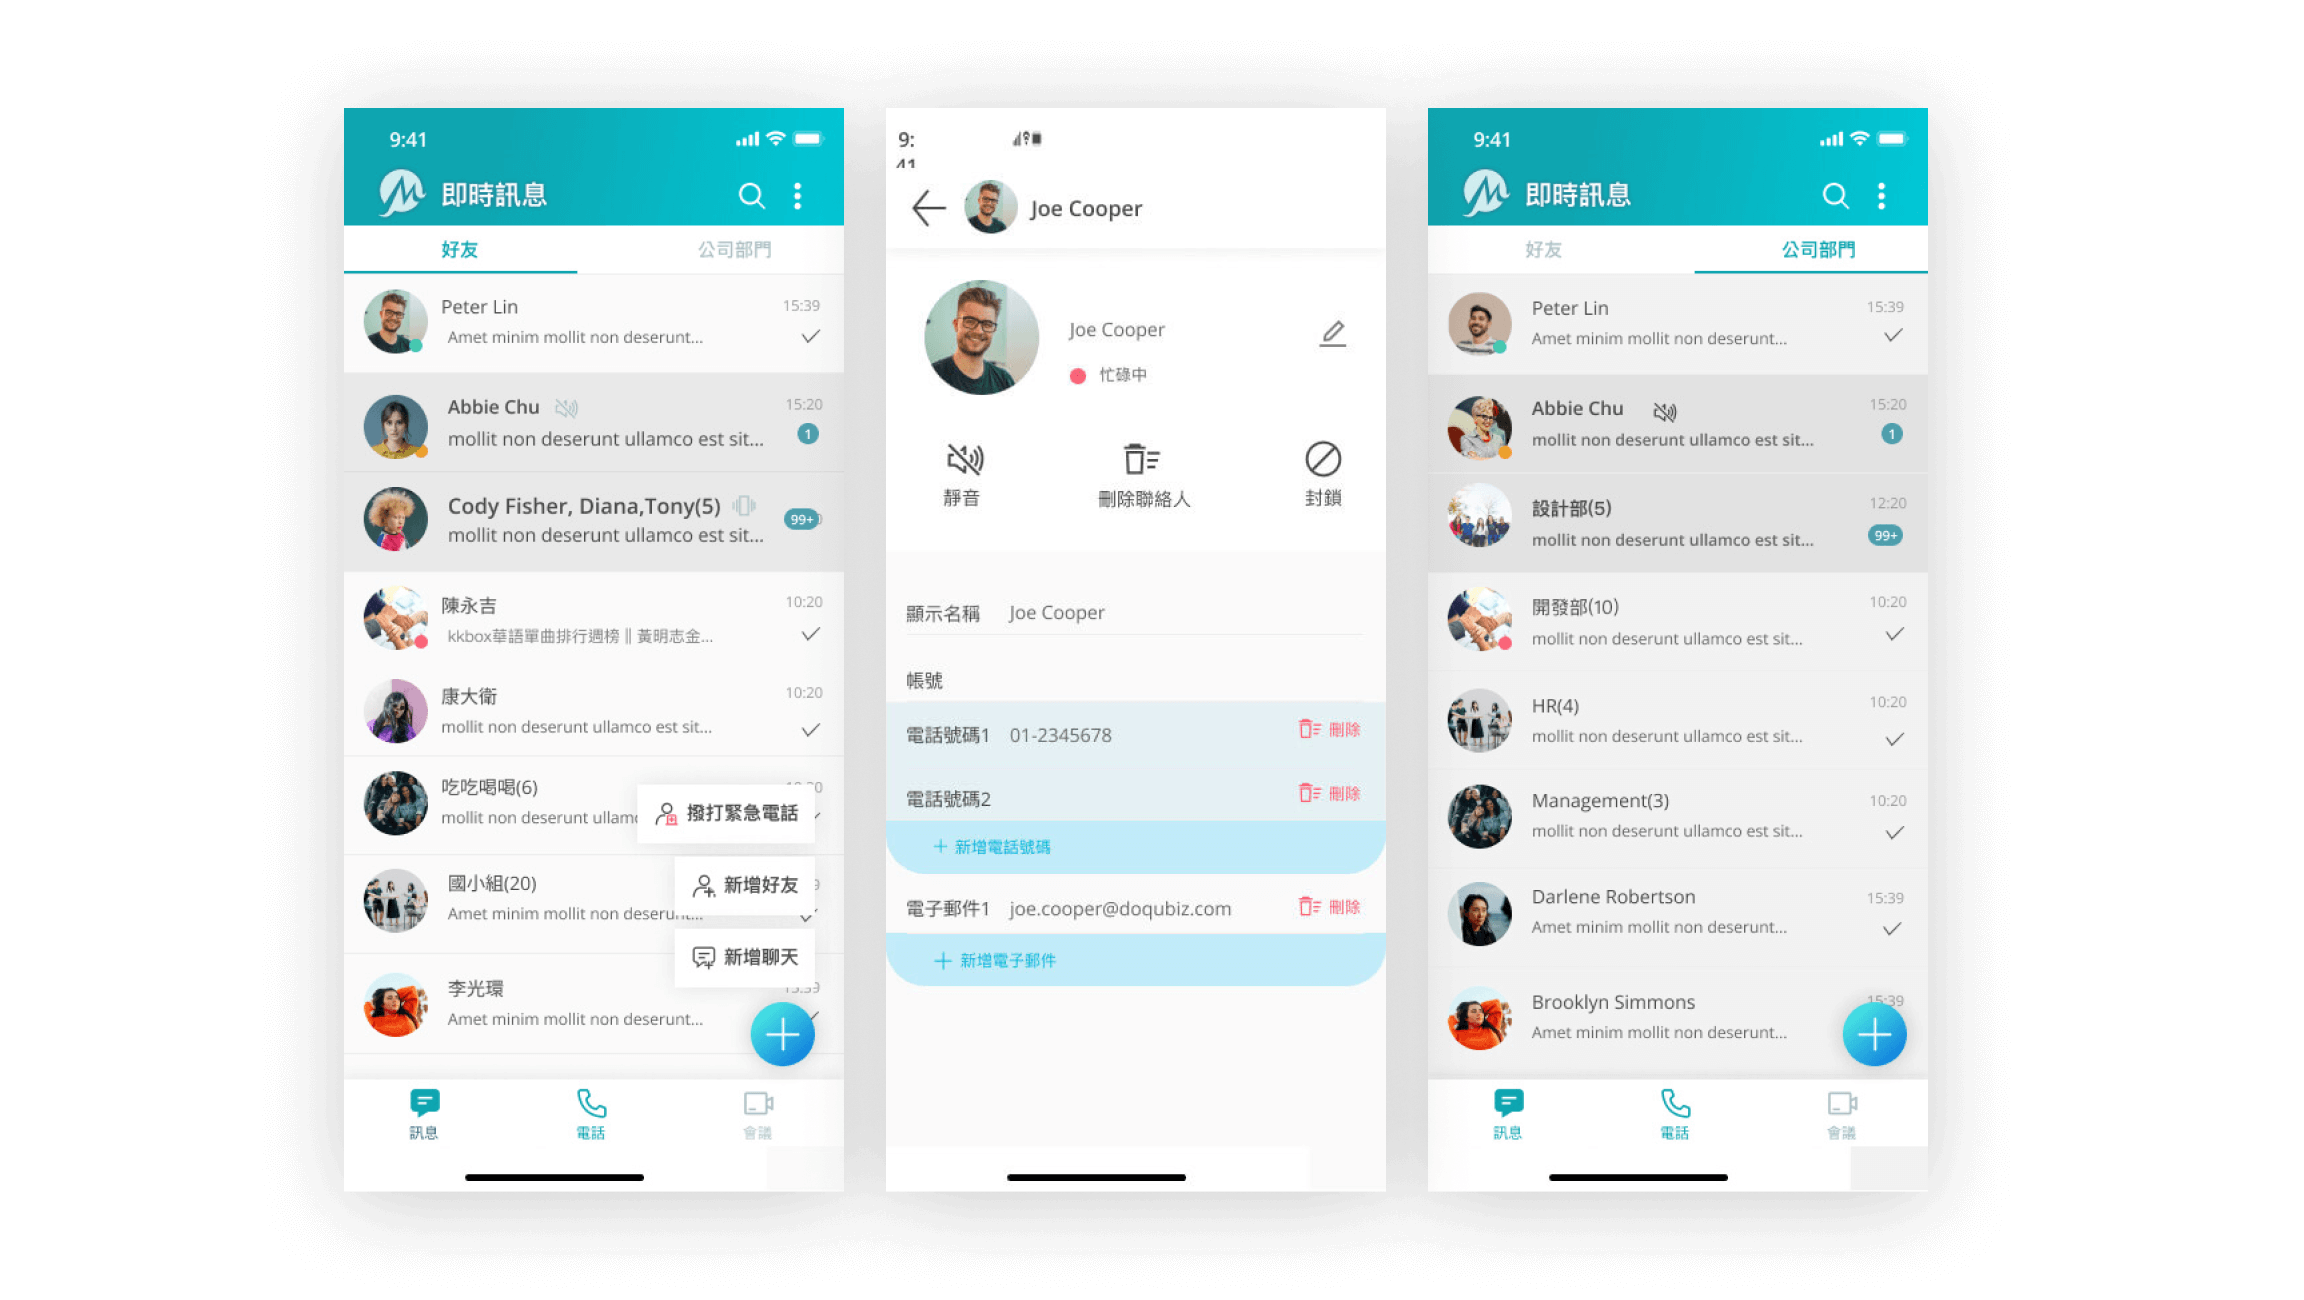 9:41
即時訊息
好友
公司部門
Peter Lin
15:39
Amet minim mollit non deserunt...
Abbie Chu
15:20
mollit non deserunt ullamco est sit...
1
Cody Fisher, Diana,Tony(5)
99+
mollit non deserunt ullamco est sit...
陳永吉
10:20
kkbox華語單曲排行週榜 || 黃明志金...
康大衛
10:20
mollit non deserunt ullamco est sit...
吃吃喝喝(6)
mollit non deserunt ullamc
撥打緊急電話
國小組(20)
新增好友
Amet minim mollit non deserunt...
新增聊天
李光環
15:39
Amet minim mollit non deserunt...
訊息
電話
會議
9:
41
Joe Cooper
Joe Cooper
忙碌中
靜音
刪除聯絡人
封鎖
顯示名稱
Joe Cooper
帳號
電話號碼1
01-2345678
刪除
電話號碼2
刪除
新增電話號碼
電子郵件1
joe.cooper@doqubiz.com
刪除
新增電子郵件
9:41
即時訊息
好友
公司部門
Peter Lin
15:39
Amet minim mollit non deserunt...
Abbie Chu
15:20
mollit non deserunt ullamco est sit...
1
設計部(5)
12:20
mollit non deserunt ullamco est sit...
99+
開發部(10)
10:20
mollit non deserunt ullamco est sit...
HR(4)
10:20
mollit non deserunt ullamco est sit...
Management(3)
10:20
mollit non deserunt ullamco est sit...
Darlene Robertson
15:39
Amet minim mollit non deserunt...
Brooklyn Simmons
15:39
Amet minim mollit non deserunt...
訊息
電話
會議